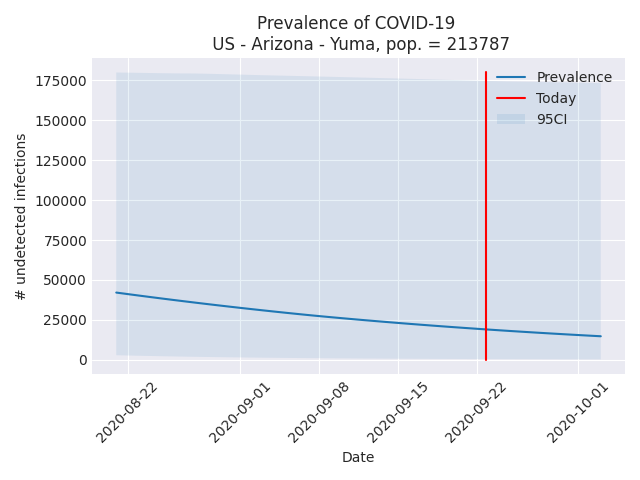 Prevalence of COVID-19
US - Arizona - Yuma, pop. = 213787
175000
150000
125000
100000
75000
50000
25000
0
# undetected infections
Prevalence
Today
95CI
2020-08-22
2020-09-01
2020-09-08
2020-09-15
2020-09-22
2020-10-01
Date